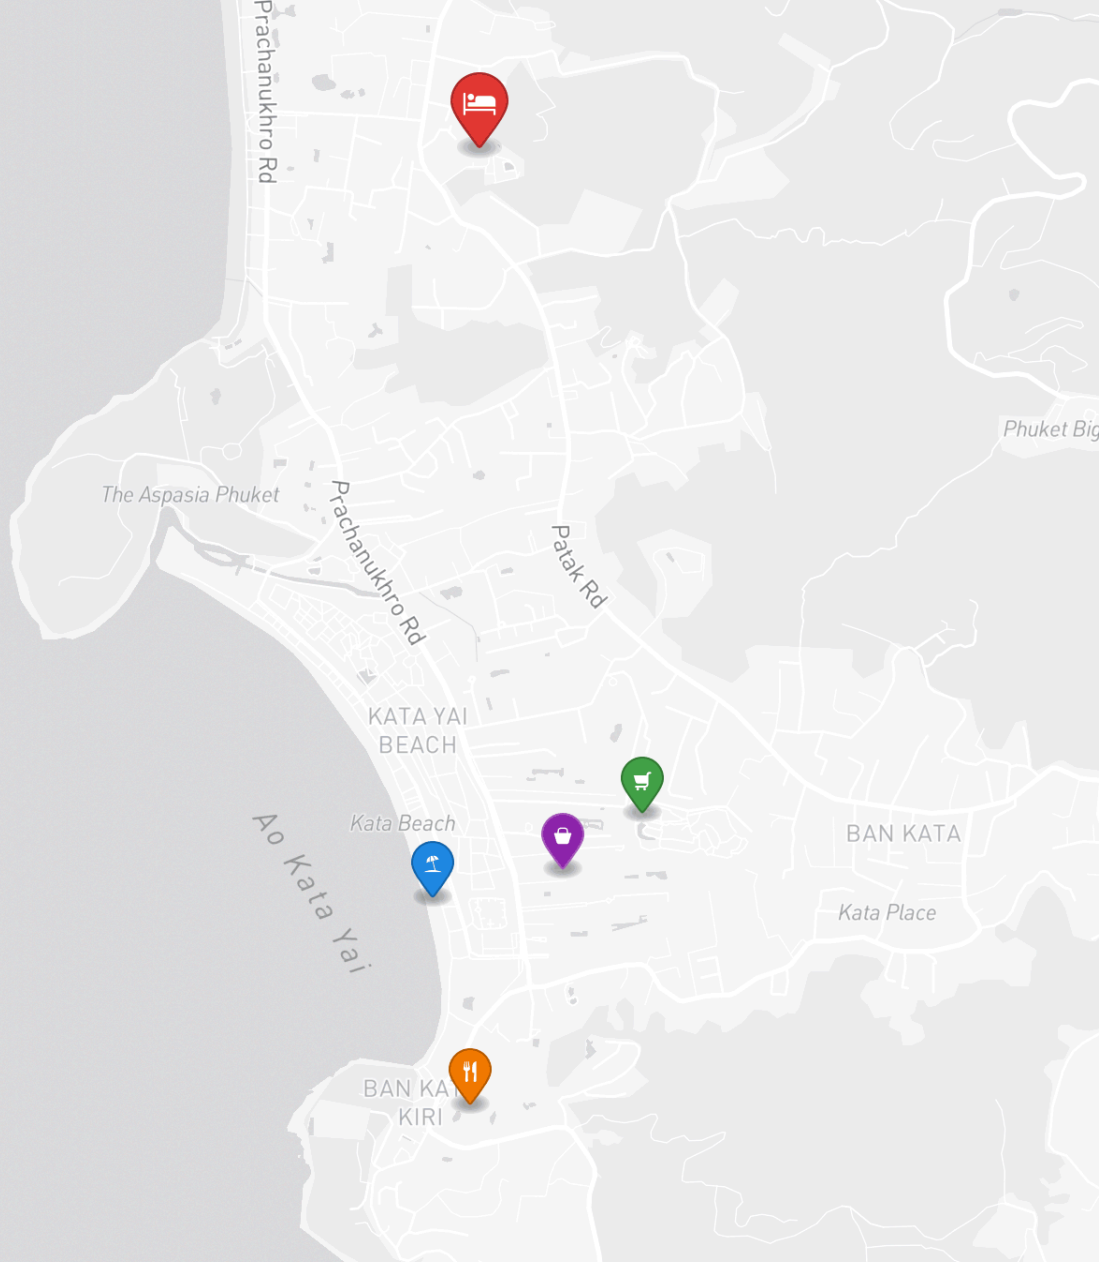 Prachanukhro Rd
Phuket Big
The Aspasia Phuket
Prachanukhro Rd
Patak Rd
KATA YAI
BEACH
Kata Beach
Ao Kata Yai
BAN KATA
Kata Place
BAN KAT
KIRI